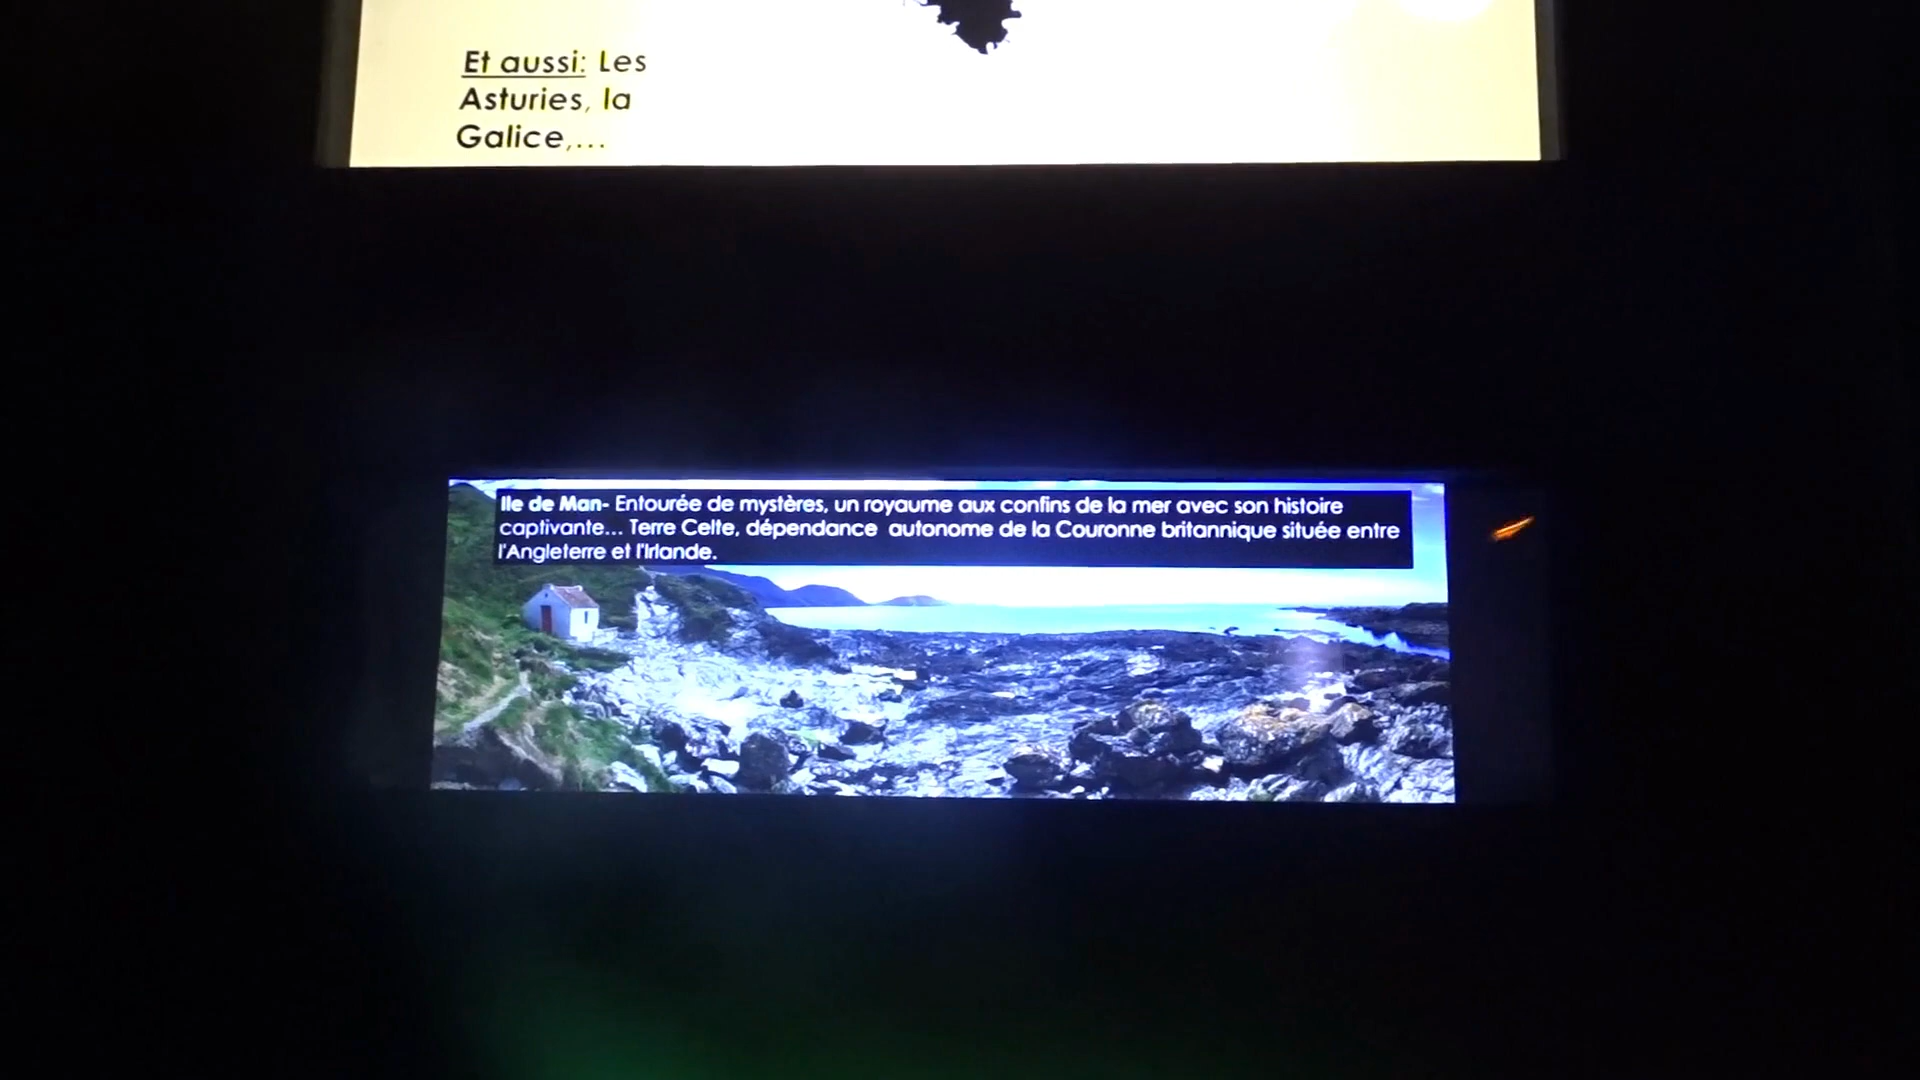 Et aussi: Les
Asturies, la
Galice,...
Ile de Man- Entourée de mystères, un royaume aux confins de la mer avec son histoire
captivante... Terre Celte, dépendance autonome de la Couronne britannique située entre
l'Angleterre et l'Irlande.